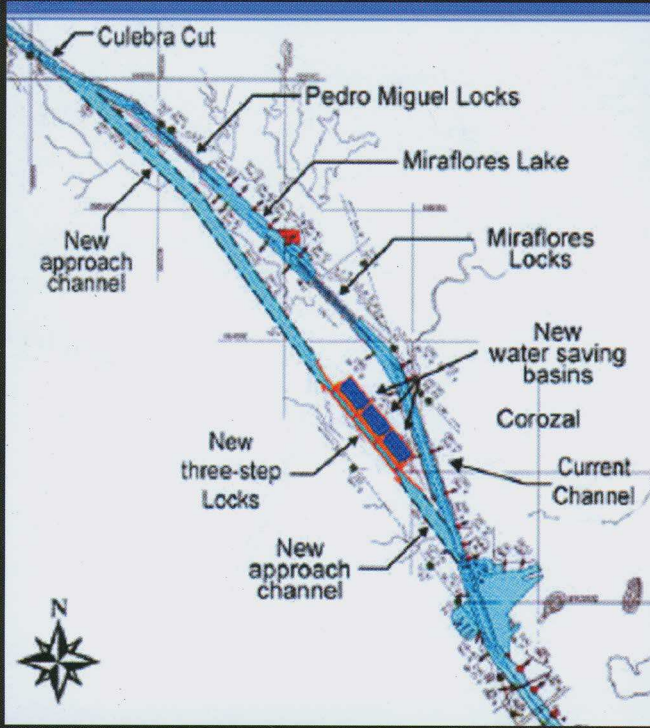 Culebra Cut
Pedro Miguel Locks
Miraflores Lake
New
approach
channel
Miraflores
Locks
New
water saving
basins
Corozal
New
three-step
Locks
Current
Channel
New
approach
channel
N